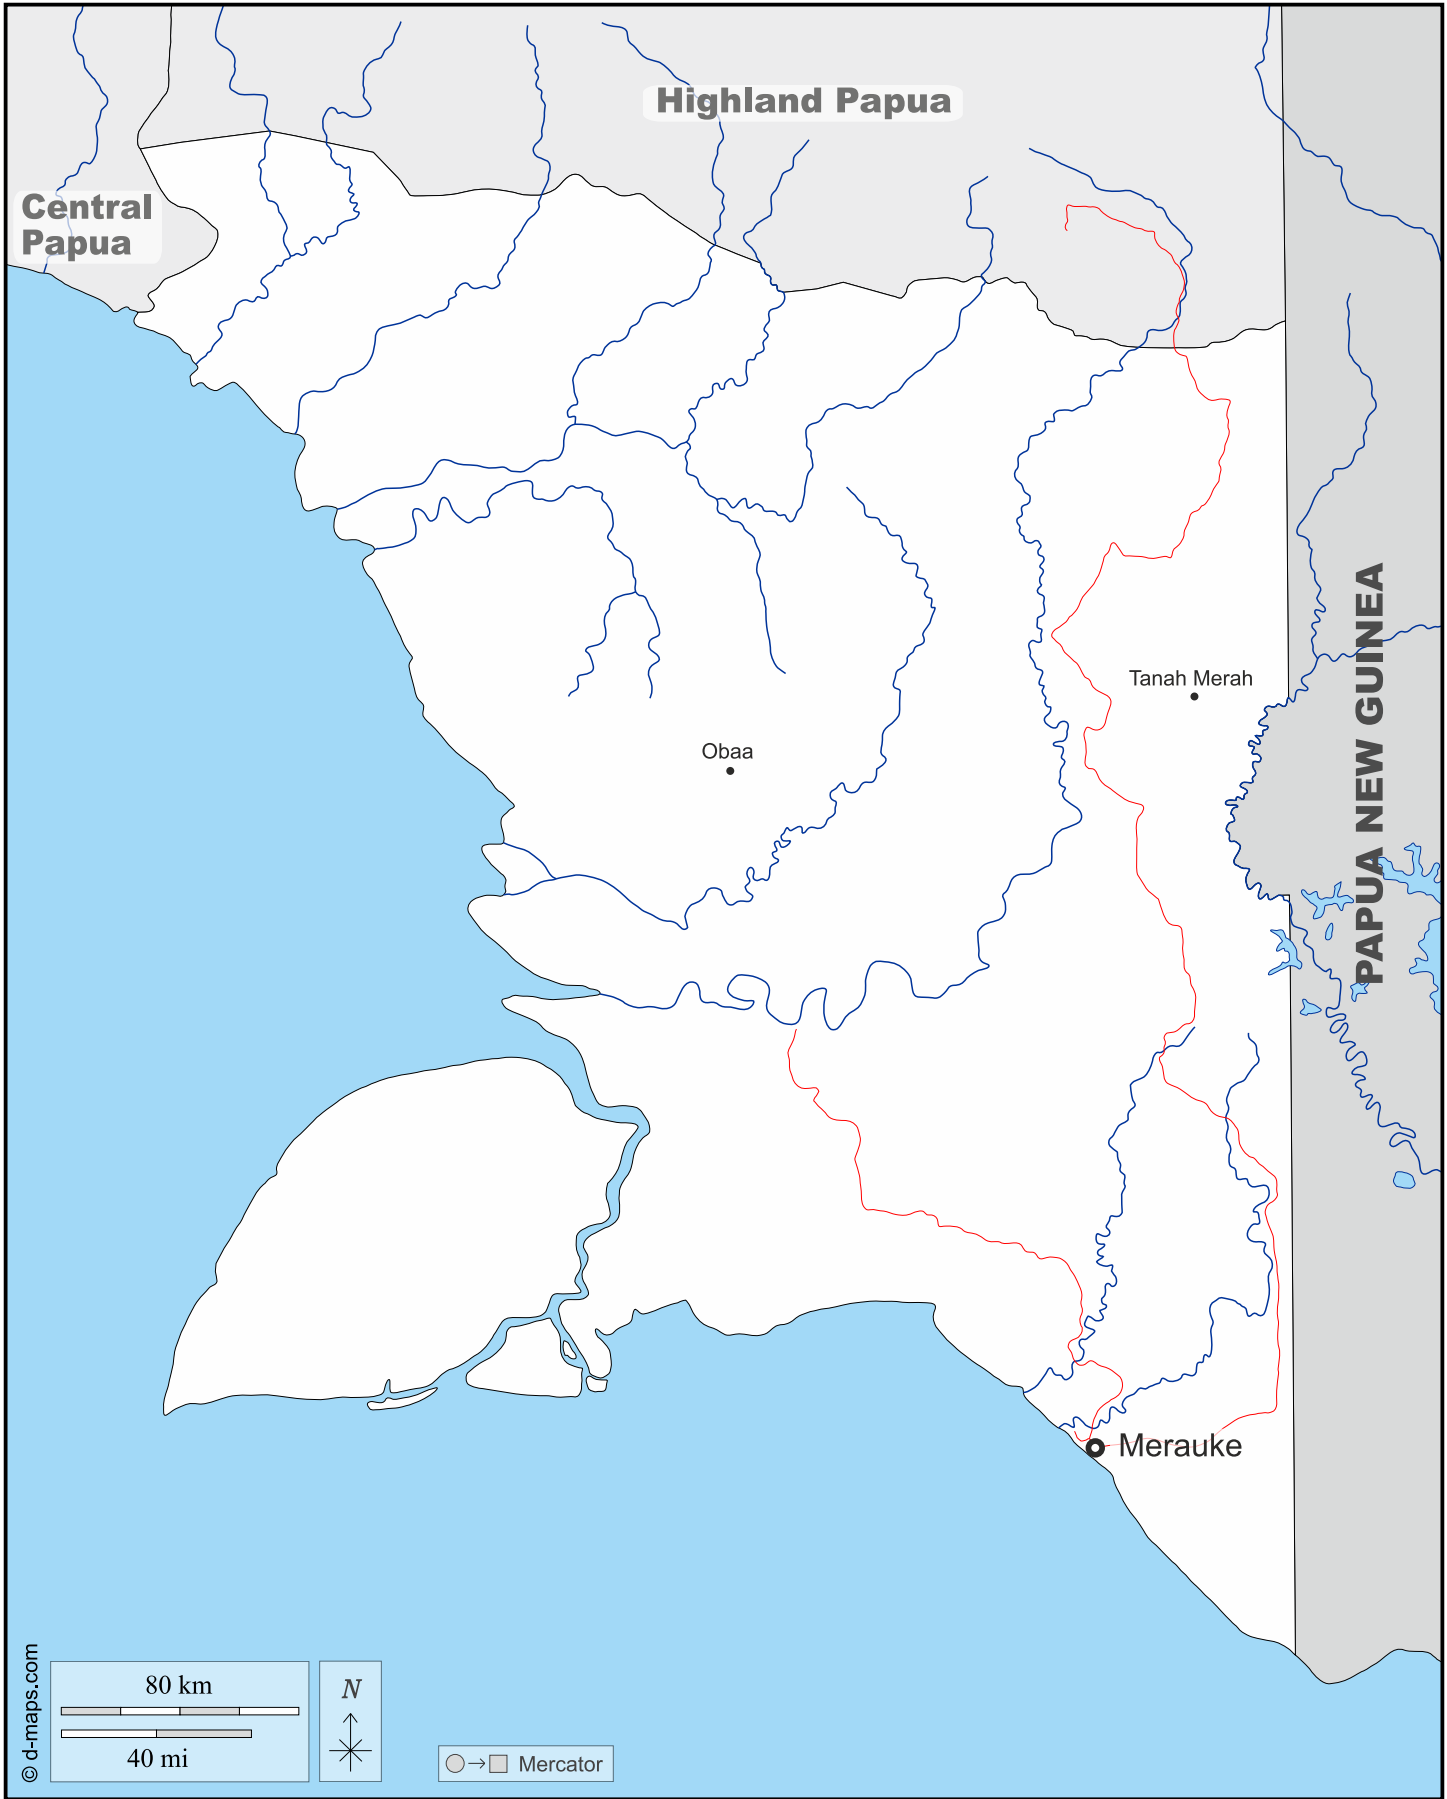 Highland Papua
Central
Papua
Tanah Merah
Obaa
PAPUA NEW GUINEA
Merauke
80 km
40 mi
N
Mercator
© d-maps.com